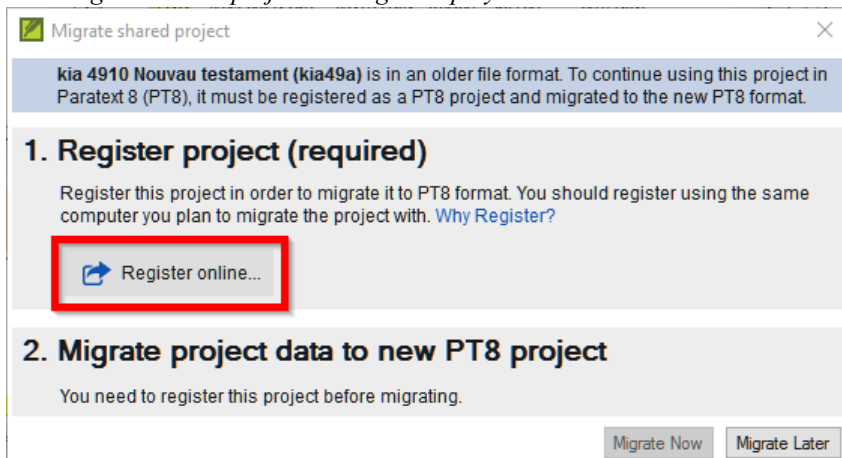 Migrate shared project
kia 4910 Nouvau testament (kia49a) is in an older file format. To continue using this project in
Paratext 8 (PT8), it must be registered as a PT8 project and migrated to the new PT8 format.
1. Register project (required)
Register this project in order to migrate it to PT8 format. You should register using the same
computer you plan to migrate the project with. Why Register?
Register online...
2. Migrate project data to new PT8 project
You need to register this project before migrating.
Migrate Now Migrate Later